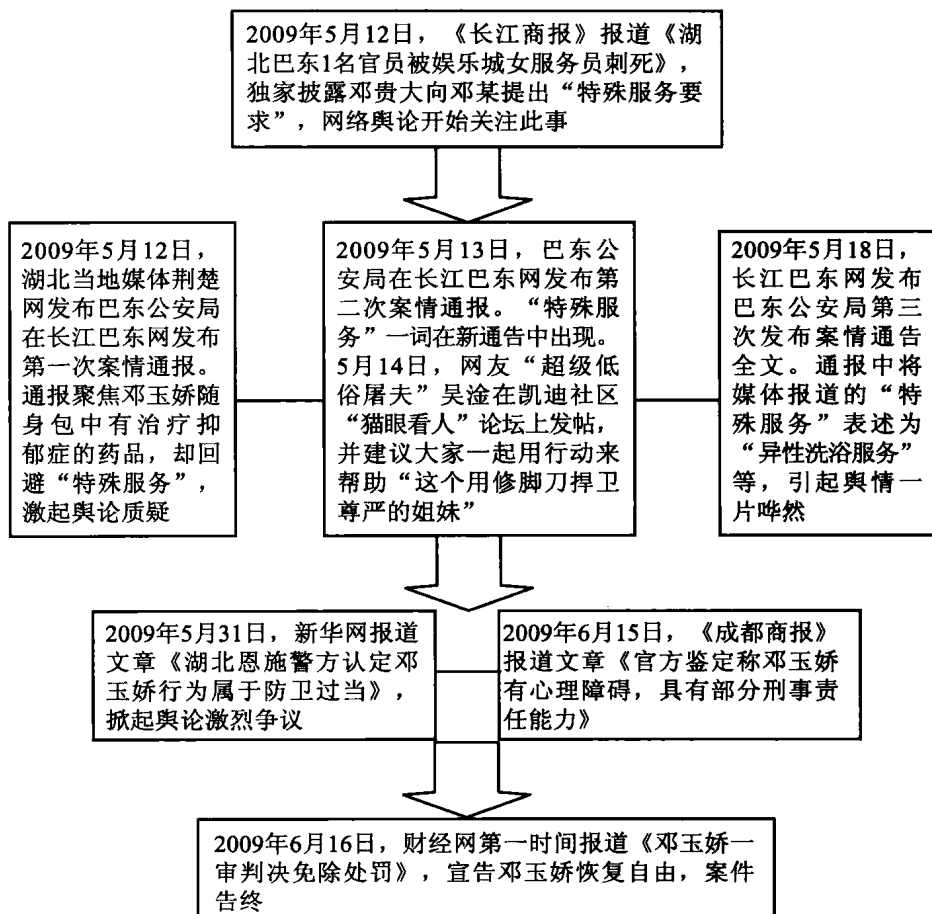 2009年5月12日，《长江商报》报道《湖
北巴东1名官员被娱乐城女服务员刺死》，
独家披露邓贵大向邓某提出“特殊服务要
求”，网络舆论开始关注此事
2009年5月12日，
湖北当地媒体荆楚
网发布巴东公安局
在长江巴东网发布
第一次案情通报。
通报聚焦邓玉娇随
身包中有治疗抑
郁症的药品，却回
避“特殊服务”，
激起舆论质疑
2009年5月13日，巴东公
安局在长江巴东网发布第
二次案情通报。“特殊服
务”一词在新通告中出现。
5月14日，网友“超级低
俗屠夫”吴淦在凯迪社区
“猫眼看人”论坛上发帖，
并建议大家一起用行动来
帮助“这个用修脚刀捍卫
尊严的姐妹”
2009年5月18日，
长江巴东网发布
巴东公安局第三
次发布案情通告
全文。通报中将
媒体报道的“特
殊服务”表述为
“异性洗浴服务”
等，引起舆情一
片哗然
2009年5月31日，新华网报道
文章《湖北恩施警方认定邓
玉娇行为属于防卫过当》，
掀起舆论激烈争议
2009年6月15日，《成都商报》
报道文章《官方鉴定称邓玉娇
有心理障碍，具有部分刑事责
任能力》
2009年6月16日，财经网第一时间报道《邓玉娇一
审判决免除处罚》，宣告邓玉娇恢复自由，案件
告终